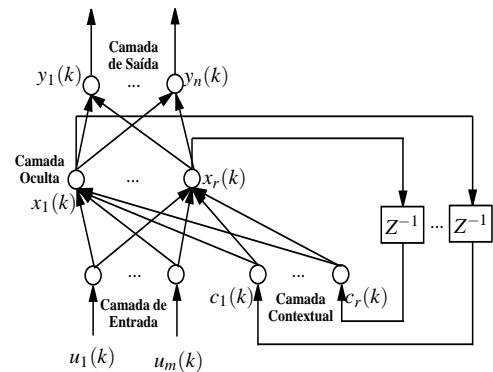 Camada
de Saída
y₁(k) ... yₙ(k)
Camada
Oculta
... xᵣ(k)
x₁(k)
Z⁻¹ ... Z⁻¹
... ...
Camada de
Entrada
c₁(k) Camada
Contextual
cᵣ(k)
u₁(k) uₘ(k)